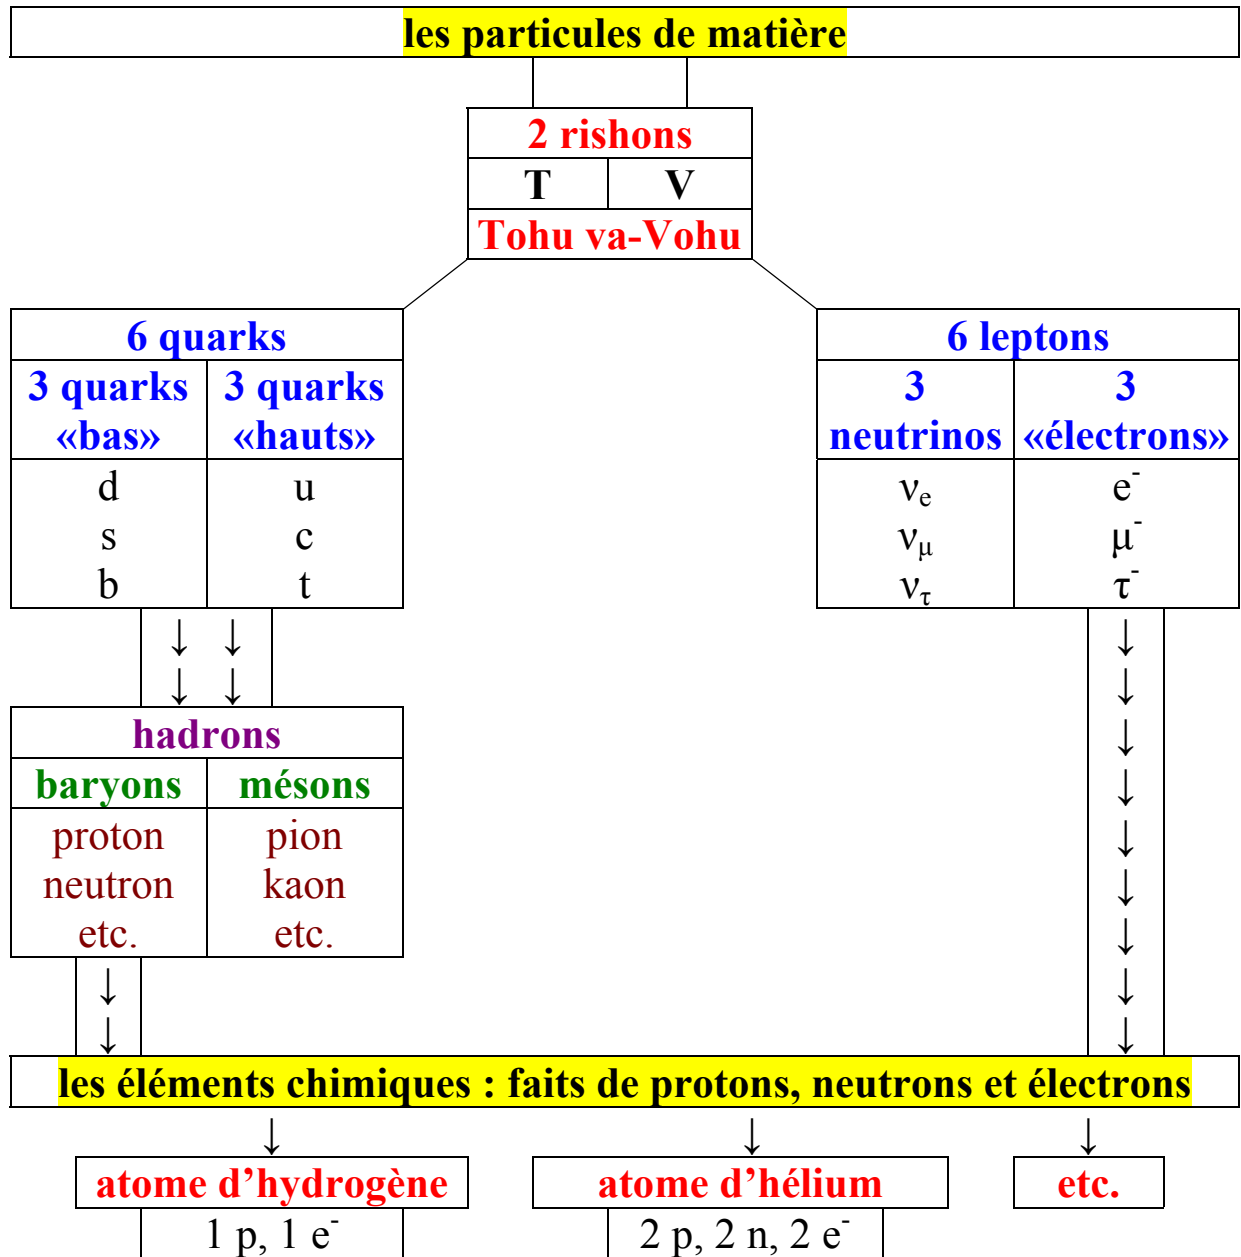 les particules de matière
2 rishons
T V
Tohu va-Vohu
6 quarks
3 quarks «bas»
3 quarks «hauts»
d u
s c
b t
6 leptons
3 neutrinos
3 «électrons»
νₑ e⁻
ν_μ μ⁻
ν_τ τ⁻
↓ ↓
↓ ↓
hadrons
baryons mésons
proton pion
neutron kaon
etc. etc.
↓
↓
↓
↓
↓
↓
↓
↓
↓
↓
↓
les éléments chimiques : faits de protons, neutrons et électrons
↓ ↓ ↓
atome d’hydrogène
1 p, 1 e⁻
atome d’hélium
2 p, 2 n, 2 e⁻
etc.